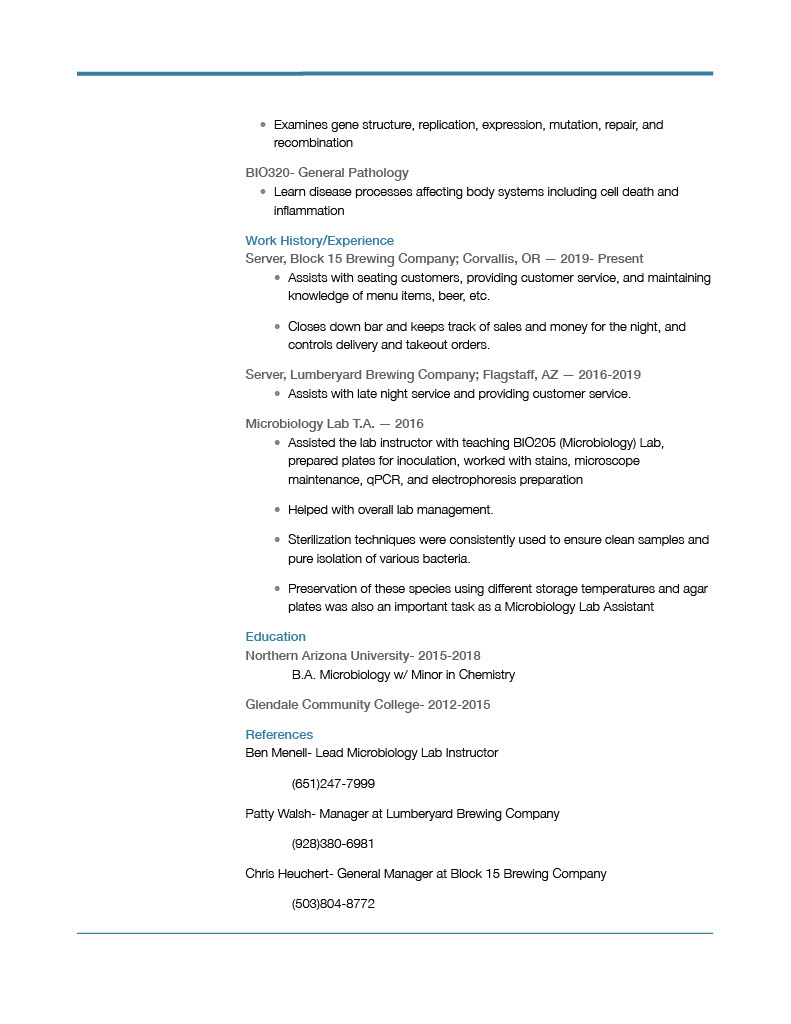 • Examines gene structure, replication, expression, mutation, repair, and
recombination
BIO320- General Pathology
• Learn disease processes affecting body systems including cell death and
inflammation
Work History/Experience
Server, Block 15 Brewing Company; Corvallis, OR — 2019- Present
• Assists with seating customers, providing customer service, and maintaining
knowledge of menu items, beer, etc.
• Closes down bar and keeps track of sales and money for the night, and
controls delivery and takeout orders.
Server, Lumberyard Brewing Company; Flagstaff, AZ — 2016-2019
• Assists with late night service and providing customer service.
Microbiology Lab T.A. — 2016
• Assisted the lab instructor with teaching BIO205 (Microbiology) Lab,
prepared plates for inoculation, worked with stains, microscope
maintenance, qPCR, and electrophoresis preparation
• Helped with overall lab management.
• Sterilization techniques were consistently used to ensure clean samples and
pure isolation of various bacteria.
• Preservation of these species using different storage temperatures and agar
plates was also an important task as a Microbiology Lab Assistant
Education
Northern Arizona University- 2015-2018
B.A. Microbiology w/ Minor in Chemistry
Glendale Community College- 2012-2015
References
Ben Menell- Lead Microbiology Lab Instructor
(651)247-7999
Patty Walsh- Manager at Lumberyard Brewing Company
(928)380-6981
Chris Heuchert- General Manager at Block 15 Brewing Company
(503)804-8772